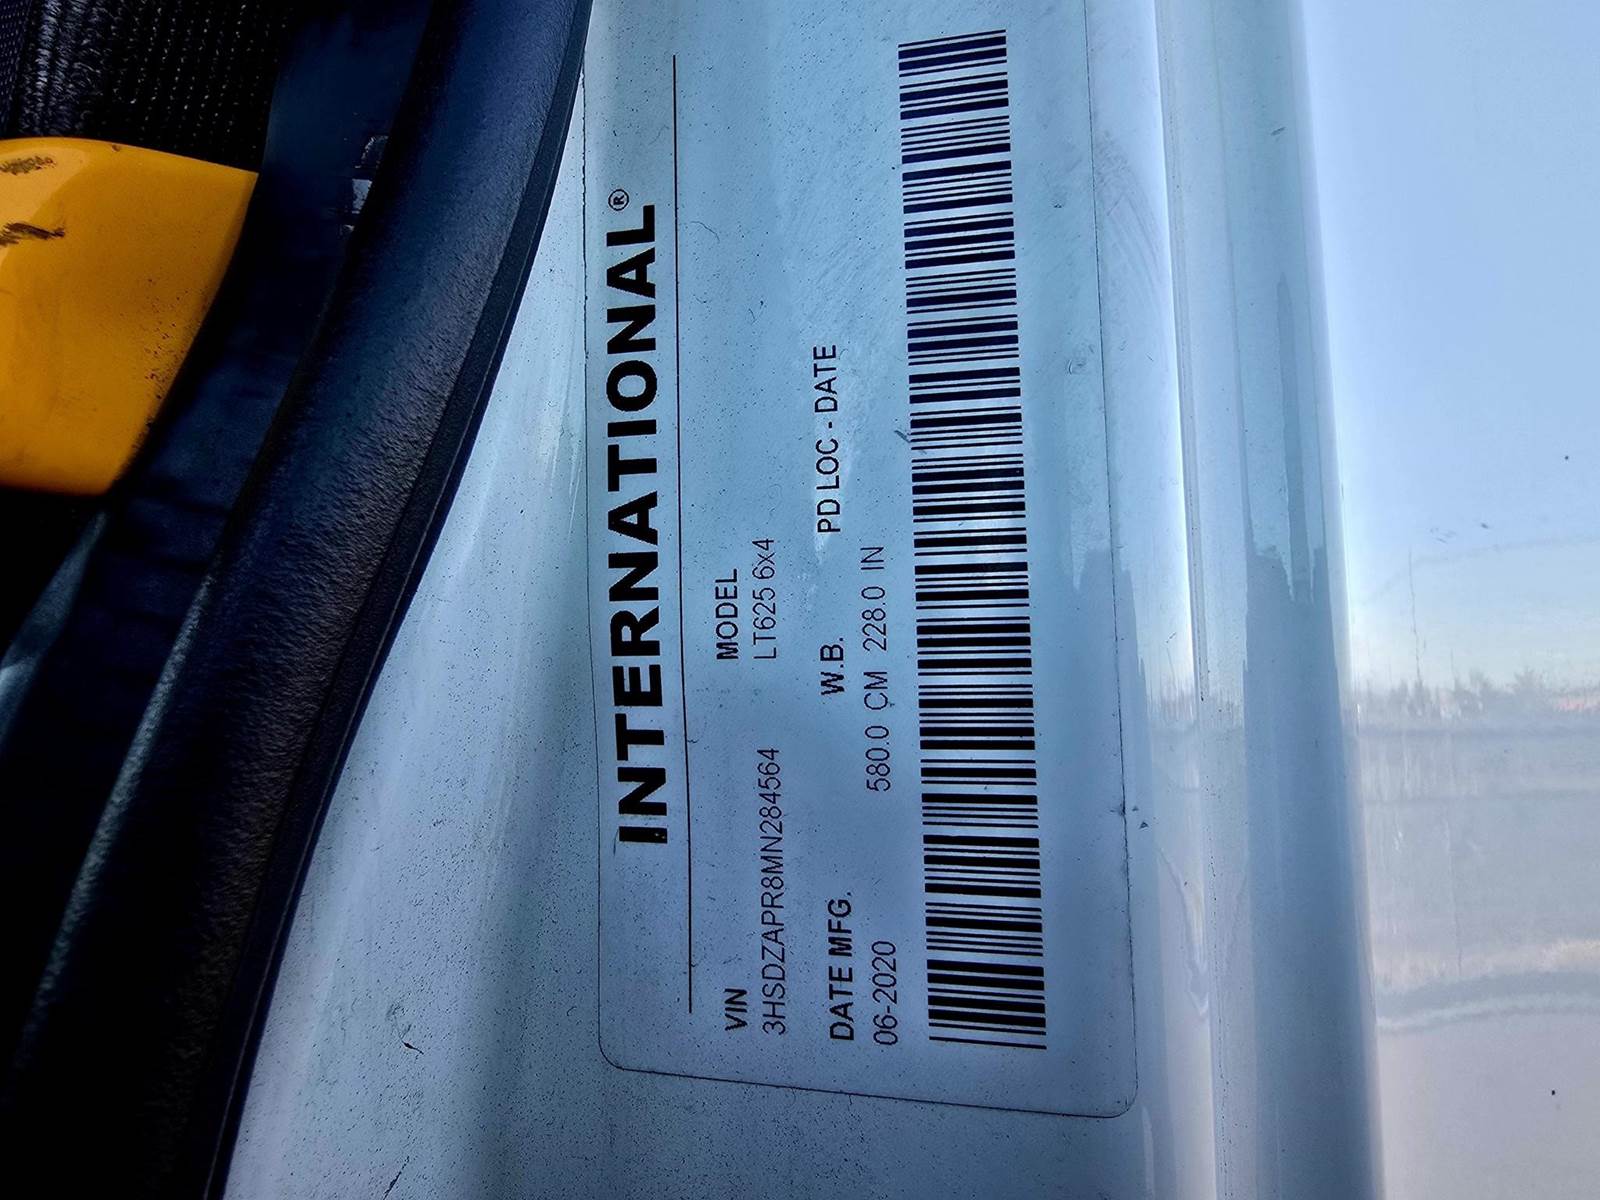 INTERNATIONAL®
VIN MODEL
3HSDZAPR8MN284564 LT625 6x4
DATE MFG. W.B. PD LOC - DATE
06-2020 580.0 CM 228.0 IN